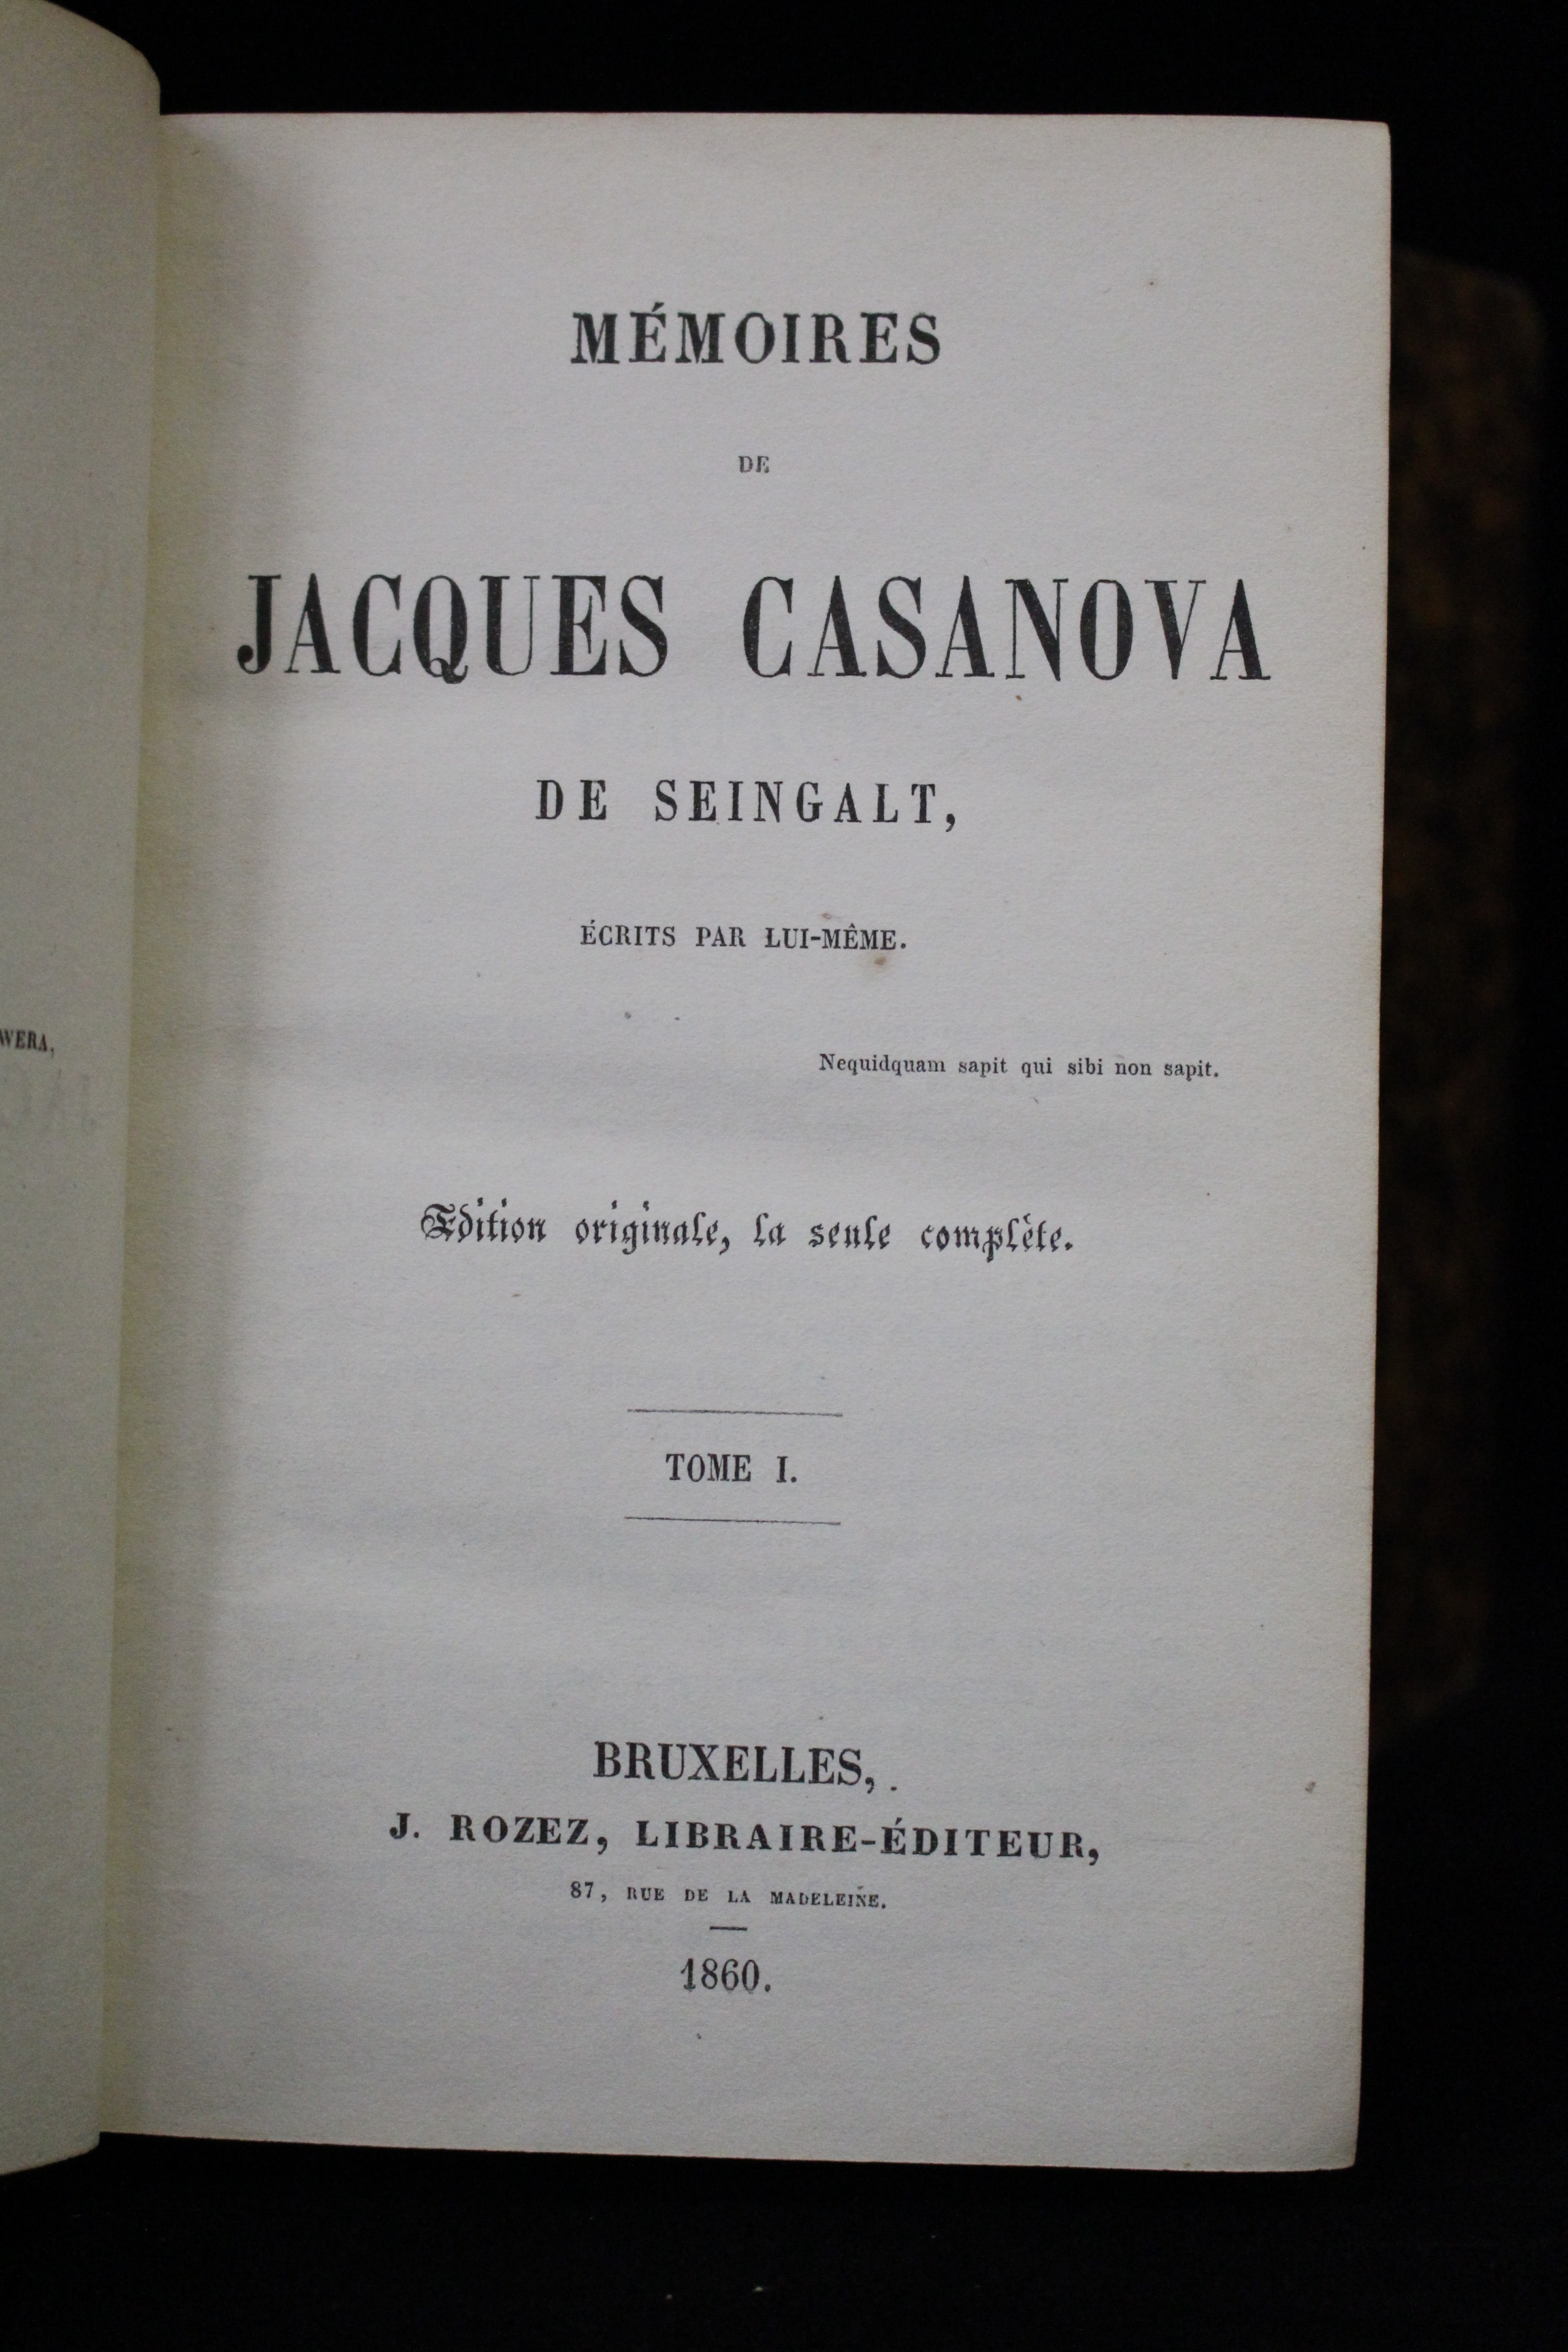 WERA,
MÉMOIRES
DE
JACQUES CASANOVA
DE SEINGALT,
ÉCRITS PAR LUI-MÊME.
Nequidquam sapit qui sibi non sapit.
Edition originale, la seule complète.
TOME I.
BRUXELLES,
J. ROZEZ, LIBRAIRE-ÉDITEUR,
87, RUE DE LA MADELEINE.
1860.